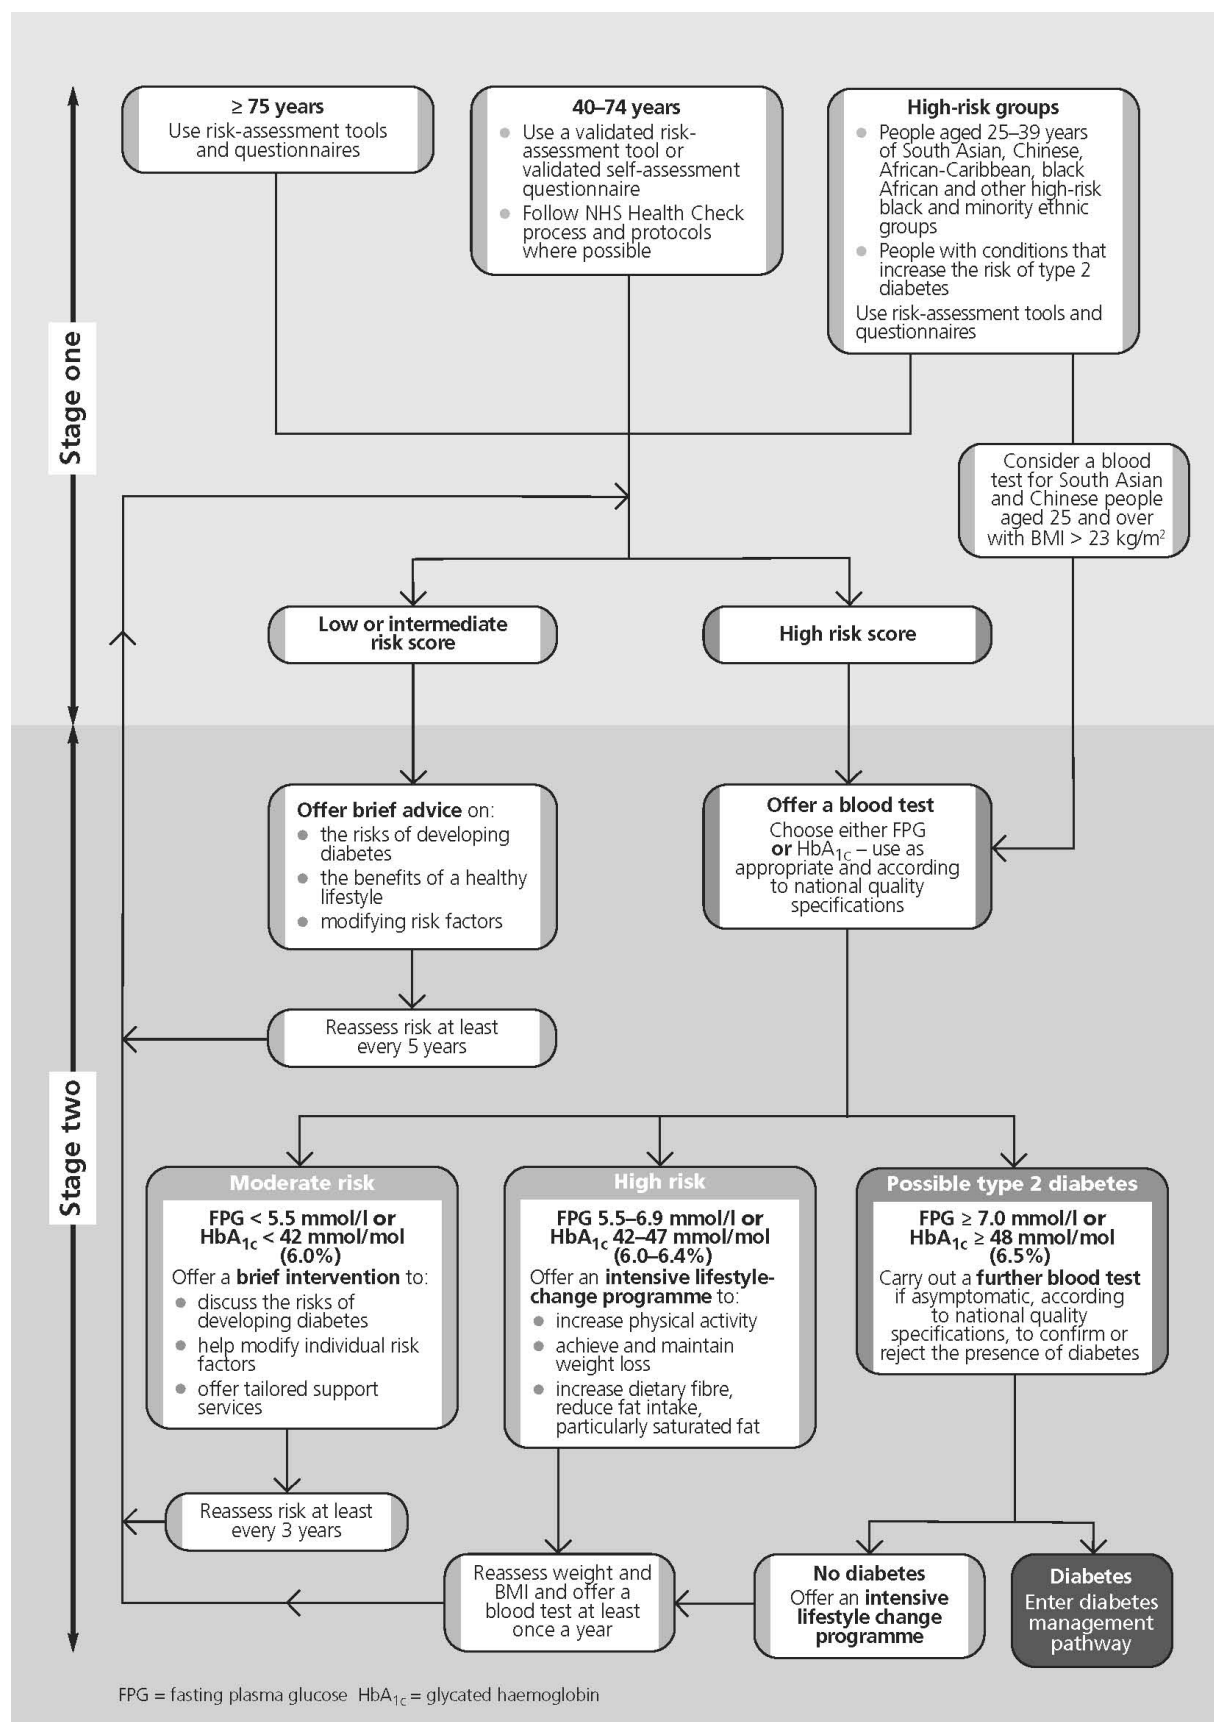 ≥ 75 years
Use risk-assessment tools
and questionnaires
40–74 years
● Use a validated risk-
assessment tool or
validated self-assessment
questionnaire
● Follow NHS Health Check
process and protocols
where possible
High-risk groups
● People aged 25–39 years
of South Asian, Chinese,
African-Caribbean, black
African and other high-risk
black and minority ethnic
groups
● People with conditions that
increase the risk of type 2
diabetes
Use risk-assessment tools and
questionnaires
Stage one
Consider a blood
test for South Asian
and Chinese people
aged 25 and over
with BMI > 23 kg/m²
Low or intermediate
risk score
High risk score
Offer brief advice on:
● the risks of developing
diabetes
● the benefits of a healthy
lifestyle
● modifying risk factors
Offer a blood test
Choose either FPG
or HbA1c – use as
appropriate and according
to national quality
specifications
Reassess risk at least
every 5 years
Stage two
Moderate risk
FPG < 5.5 mmol/l or
HbA1c < 42 mmol/mol
(6.0%)
Offer a brief intervention to:
● discuss the risks of
developing diabetes
● help modify individual risk
factors
● offer tailored support
services
High risk
FPG 5.5–6.9 mmol/l or
HbA1c 42–47 mmol/mol
(6.0–6.4%)
Offer an intensive lifestyle-
change programme to:
● increase physical activity
● achieve and maintain
weight loss
● increase dietary fibre,
reduce fat intake,
particularly saturated fat
Possible type 2 diabetes
FPG ≥ 7.0 mmol/l or
HbA1c ≥ 48 mmol/mol
(6.5%)
Carry out a further blood test
if asymptomatic, according
to national quality
specifications, to confirm or
reject the presence of diabetes
Reassess risk at least
every 3 years
Reassess weight and
BMI and offer a
blood test at least
once a year
No diabetes
Offer an intensive
lifestyle change
programme
Diabetes
Enter diabetes
management
pathway
FPG = fasting plasma glucose HbA1c = glycated haemoglobin